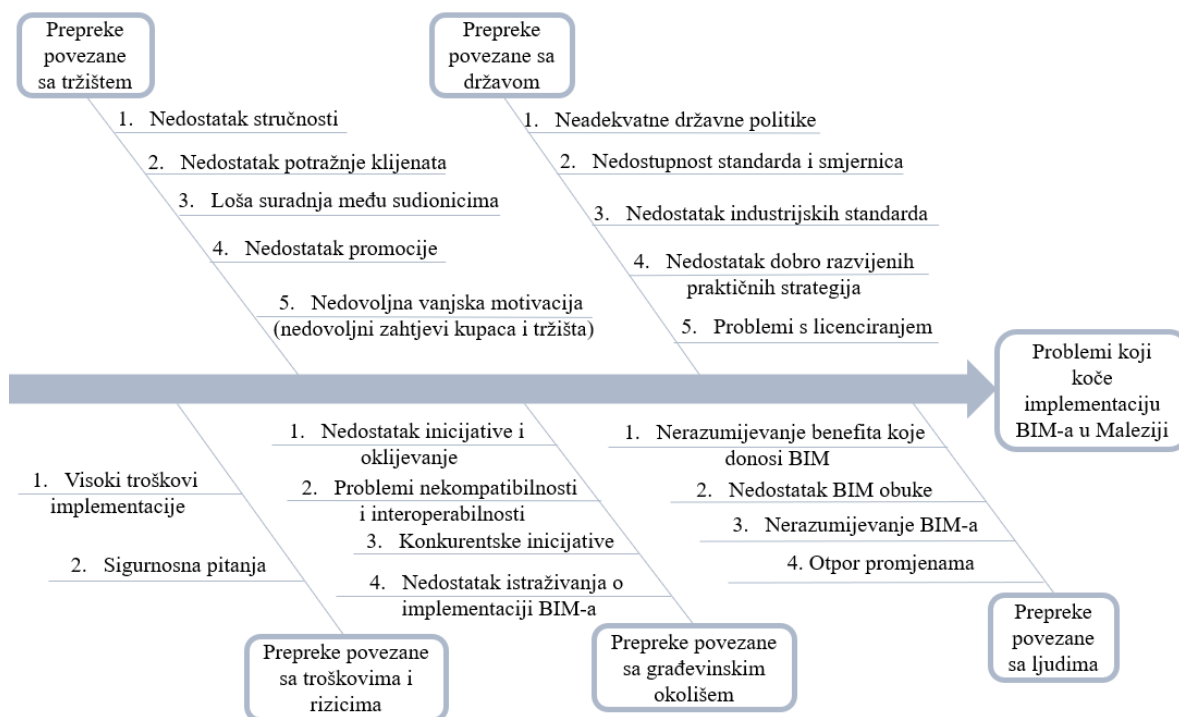 Prepreke
povezane
sa tržištem
1. Nedostatak stručnosti
2. Nedostatak potražnje klijenata
3. Loša suradnja među sudionicima
4. Nedostatak promocije
5. Nedovoljna vanjska motivacija
(nedovoljni zahtjevi kupaca i tržišta)
Prepreke
povezane sa
državom
1. Neadekvatne državne politike
2. Nedostupnost standarda i smjernica
3. Nedostatak industrijskih standarda
4. Nedostatak dobro razvijenih
praktičnih strategija
5. Problemi s licenciranjem
Problemi koji
koče
implementaciju
BIM-a u Maleziji
1. Visoki troškovi
implementacije
2. Sigurnosna pitanja
Prepreke povezane
sa troškovima i
rizicima
1. Nedostatak inicijative i
oklijevanje
2. Problemi nekompatibilnosti
i interoperabilnosti
3. Konkurentske inicijative
4. Nedostatak istraživanja o
implementaciji BIM-a
Prepreke povezane
sa građevinskim
okolišem
1. Nerazumijevanje benefita koje
donosi BIM
2. Nedostatak BIM obuke
3. Nerazumijevanje BIM-a
4. Otpor promjenama
Prepreke
povezane
sa ljudima